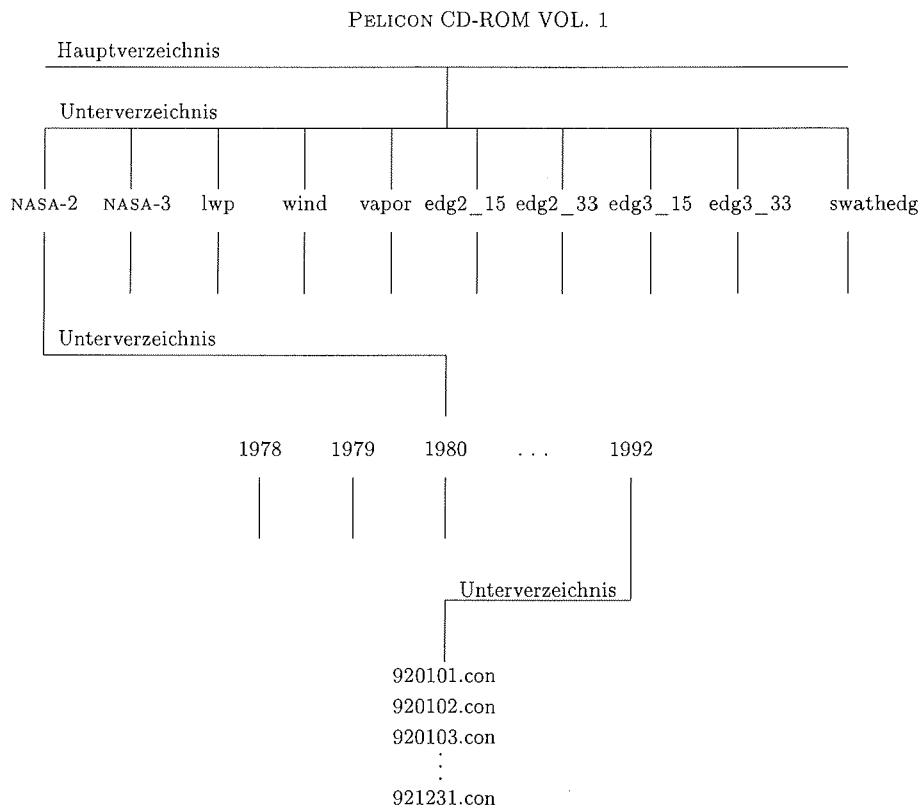 PELICON CD-ROM VOL. 1
Hauptverzeichnis
Unterverzeichnis
NASA-2 NASA-3 lwp wind vapor edg2_15 edg2_33 edg3_15 edg3_33 swathedg
Unterverzeichnis
1978 1979 1980 ... 1992
Unterverzeichnis
920101.con
920102.con
920103.con
⋮
921231.con